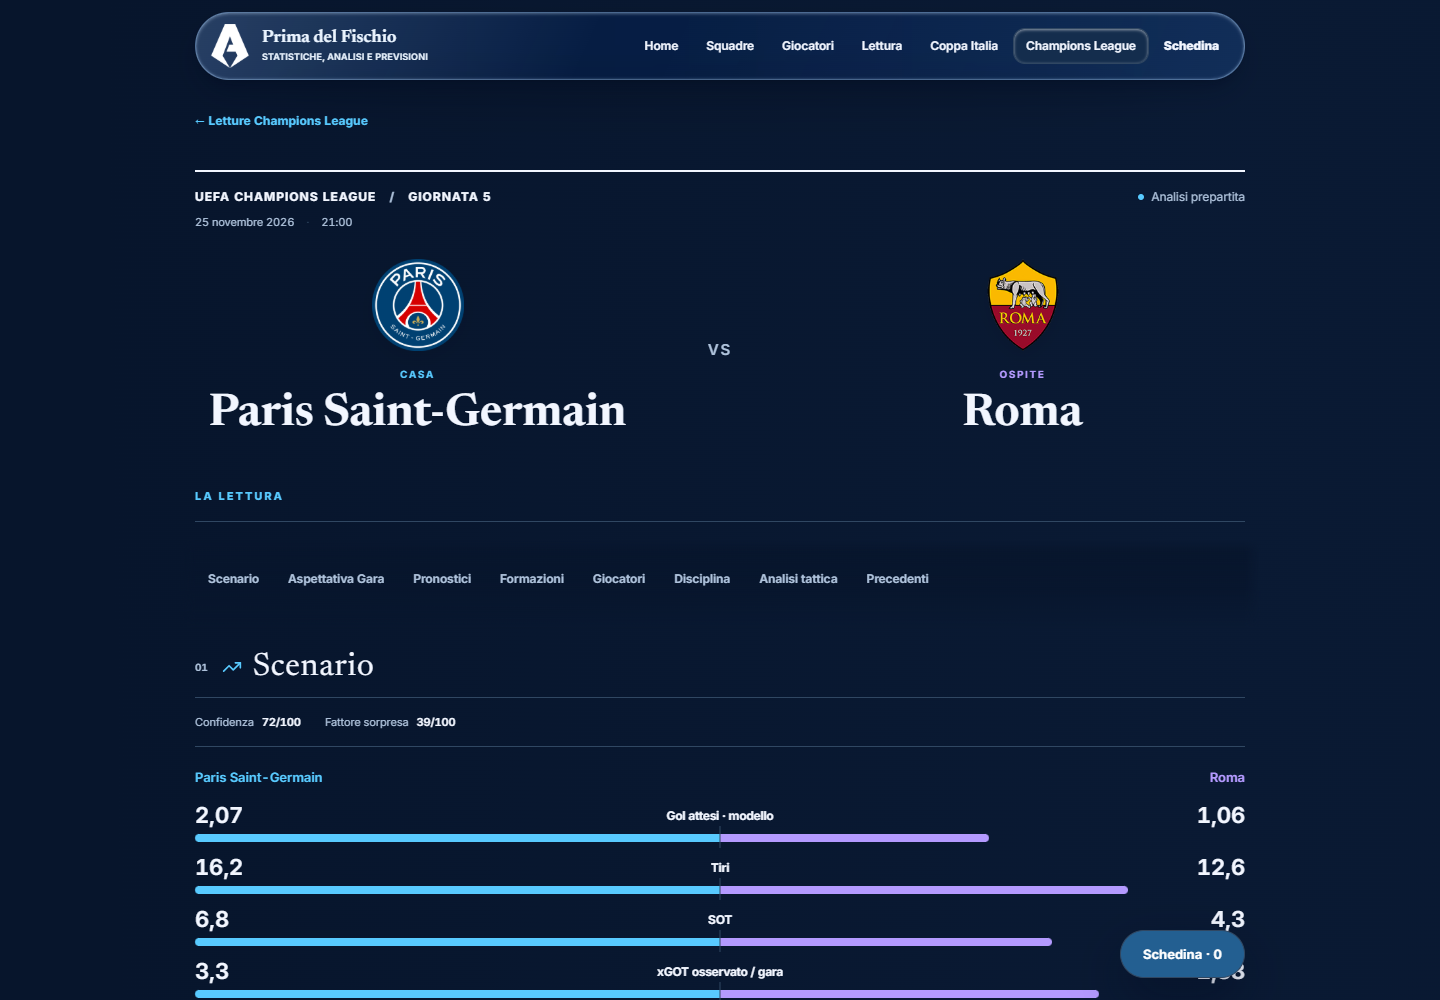 Prima del Fischio
STATISTICHE, ANALISI E PREVISIONI
Home Squadre Giocatori Lettura Coppa Italia Champions League Schedina
← Letture Champions League
UEFA CHAMPIONS LEAGUE / GIORNATA 5
Analisi prepartita
25 novembre 2026 · 21:00
PARIS
SAINT-GERMAIN
ROMA
1927
VS
CASA
OSPITE
Paris Saint-Germain
Roma
LA LETTURA
Scenario Aspettativa Gara Pronostici Formazioni Giocatori Disciplina Analisi tattica Precedenti
01 Scenario
Confidenza 72/100 Fattore sorpresa 39/100
Paris Saint-Germain Roma
2,07 Gol attesi · modello 1,06
16,2 Tiri 12,6
6,8 SOT 4,3
Schedina · 0
3,3 xGOT osservato / gara